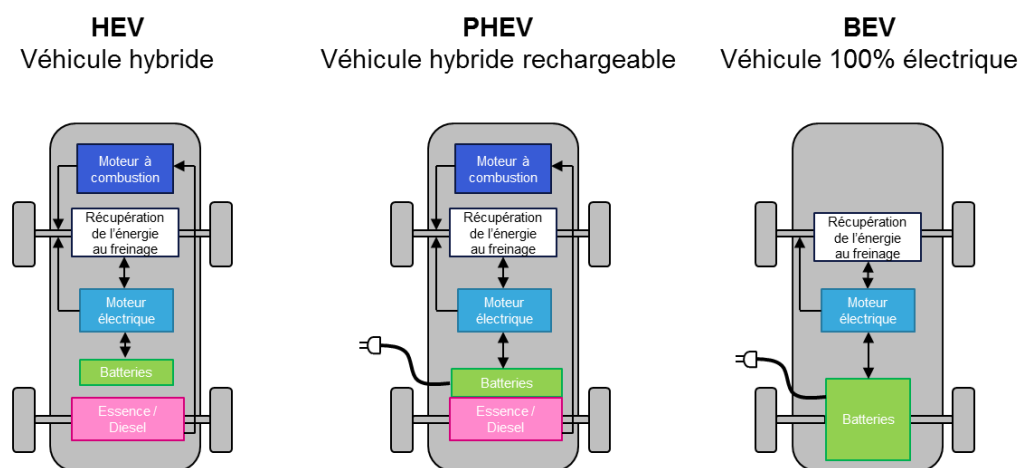 HEV
Véhicule hybride
PHEV
Véhicule hybride rechargeable
BEV
Véhicule 100% électrique
Moteur à
combustion
Récupération
de l'énergie
au freinage
Moteur
électrique
Batteries
Essence /
Diesel
Moteur à
combustion
Récupération
de l'énergie
au freinage
Moteur
électrique
Batteries
Essence /
Diesel
Récupération
de l'énergie
au freinage
Moteur
électrique
Batteries